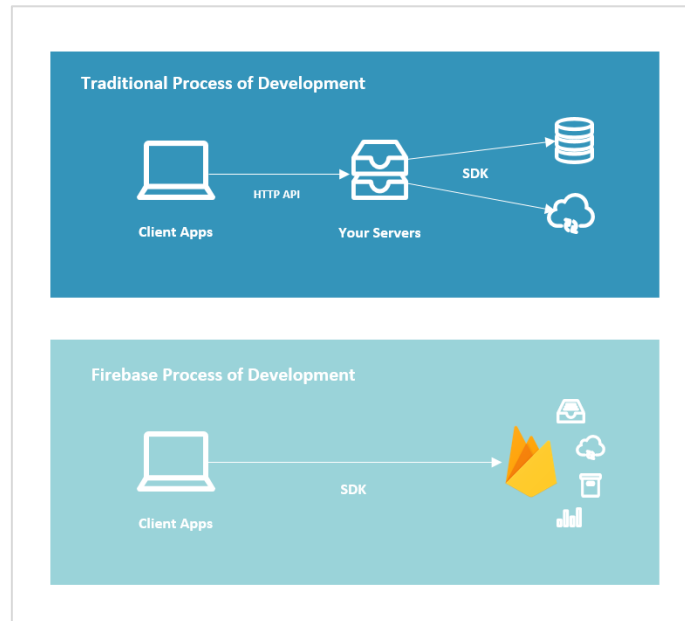 Traditional Process of Development
SDK
HTTP API
Client Apps
Your Servers
Firebase Process of Development
SDK
Client Apps